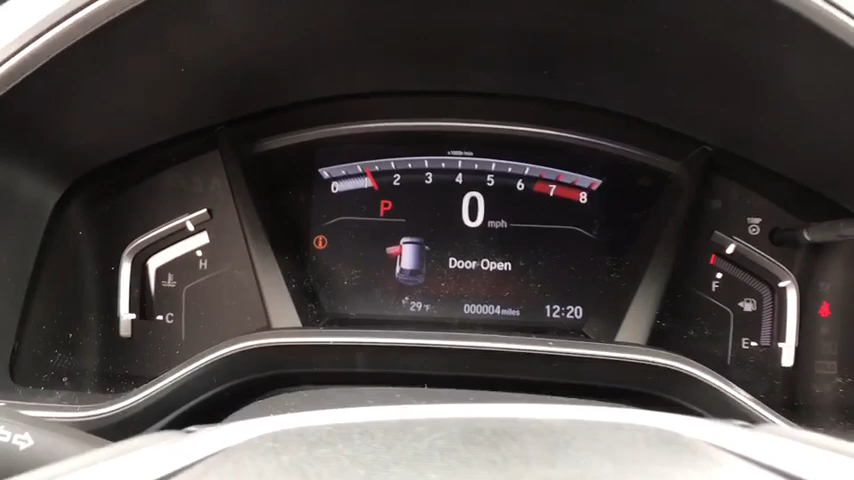 x1000r/min
0 1 2 3 4 5 6 7 8
P
0 mph
Door Open
29°F
000004 miles
12:20
H
C
F
E